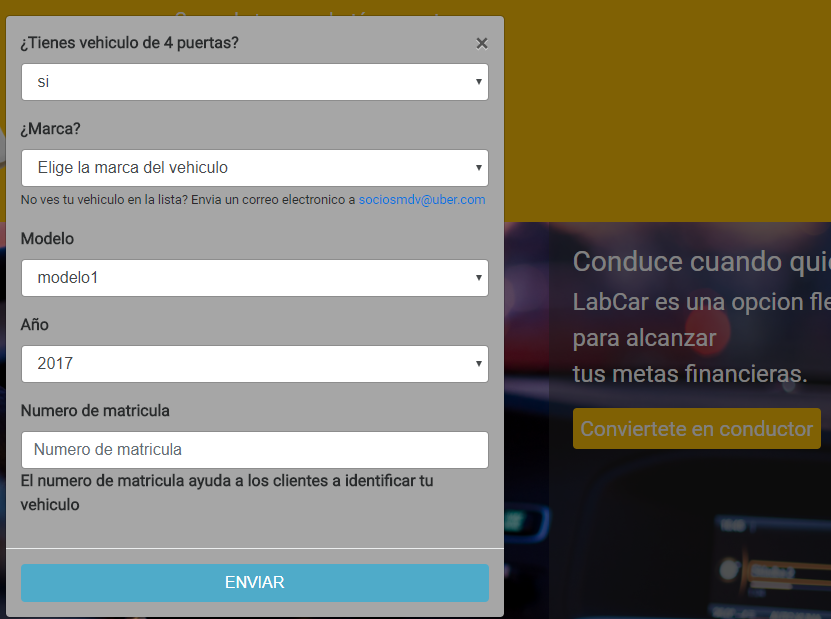 ¿Tienes vehiculo de 4 puertas?
×
si
¿Marca?
Elige la marca del vehiculo
No ves tu vehiculo en la lista? Envia un correo electronico a sociosmdv@uber.com
Modelo
modelo1
Año
2017
Numero de matricula
Numero de matricula
El numero de matricula ayuda a los clientes a identificar tu
vehiculo
ENVIAR
Conduce cuando
LabCar es una opcion
para alcanzar
tus metas financieras.
Conviertete en conductor